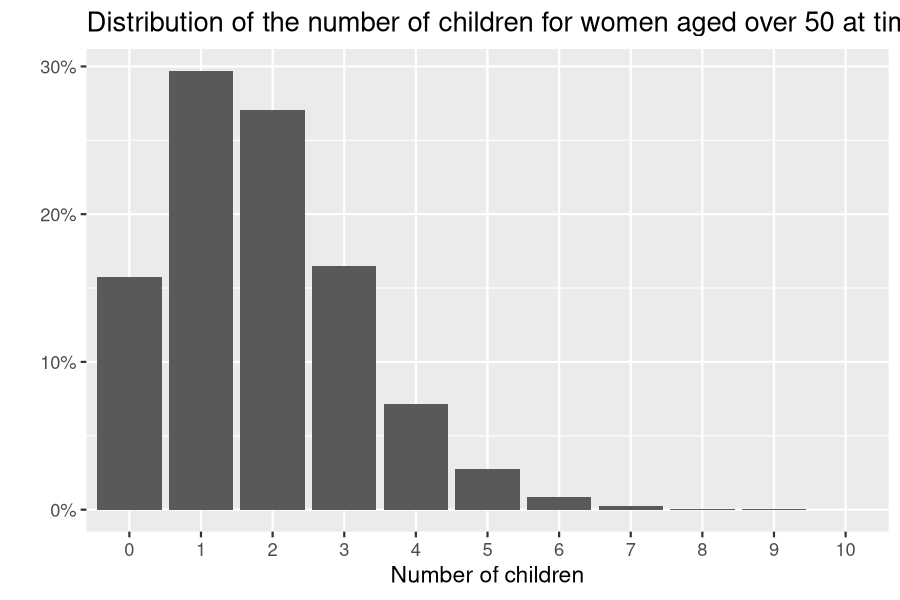 Distribution of the number of children for women aged over 50 at
30%
20%
10%
0%
0 1 2 3 4 5 6 7 8 9 10
Number of children